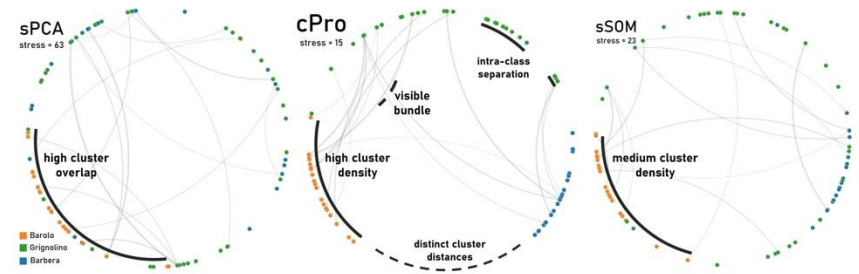 sPCA
stress = 63
high cluster
overlap
Barolo
Grignolino
Barbera
cPro
stress = 15
intra-class
separation
visible
bundle
high cluster
density
distinct cluster
distances
sSOM
stress = 23
medium cluster
density